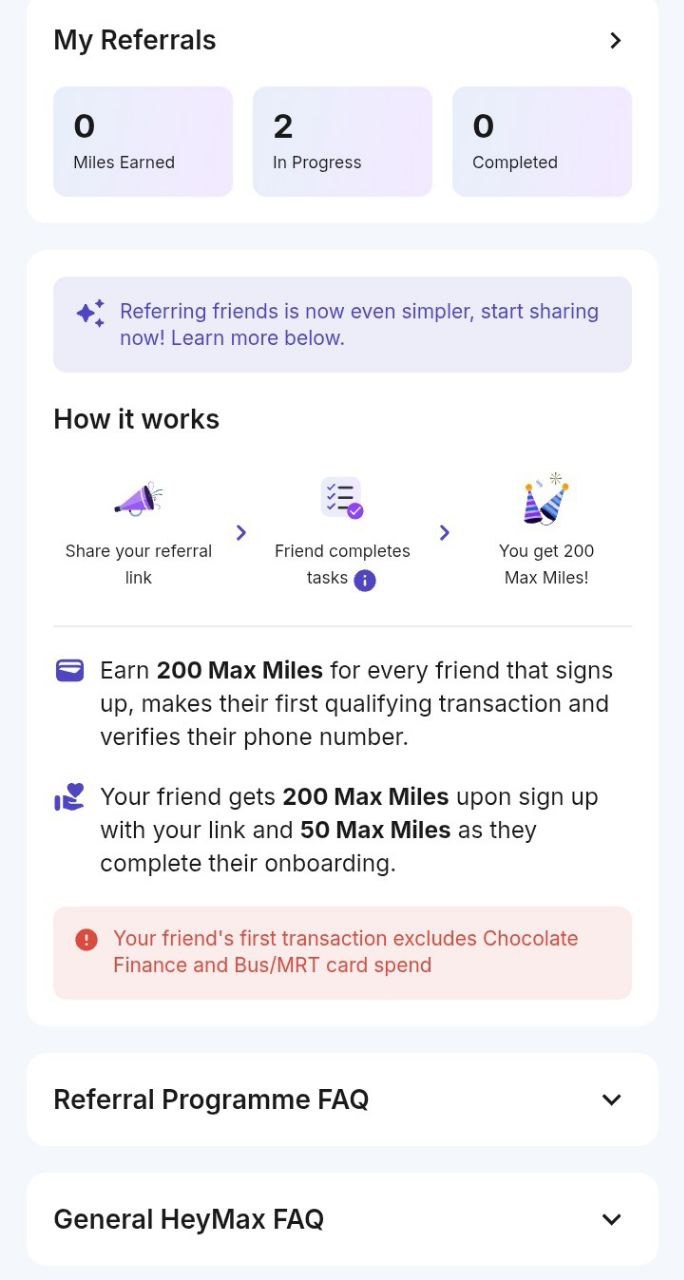 My Referrals
0
Miles Earned
2
In Progress
0
Completed
Referring friends is now even simpler, start sharing
now! Learn more below.
How it works
Share your referral
link
Friend completes
tasks
You get 200
Max Miles!
Earn 200 Max Miles for every friend that signs
up, makes their first qualifying transaction and
verifies their phone number.
Your friend gets 200 Max Miles upon sign up
with your link and 50 Max Miles as they
complete their onboarding.
Your friend's first transaction excludes Chocolate
Finance and Bus/MRT card spend
Referral Programme FAQ
General HeyMax FAQ